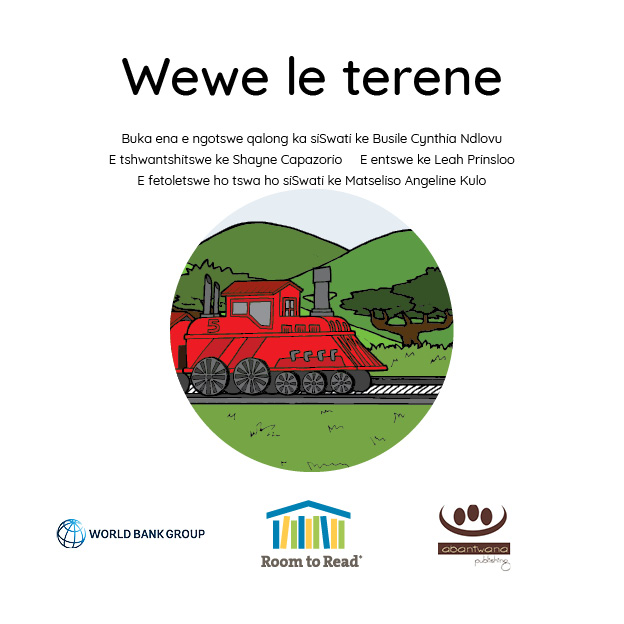 Wewe le terene
Buka ena e ngotswe qalong ka siSwati ke Busile Cynthia Ndlovu
E tshwantshitswe ke Shayne Capazorio E entswe ke Leah Prinsloo
E fetoletswe ho tswa ho siSwati ke Matseliso Angeline Kulo
5
WORLD BANK GROUP
Room to Read
abantwana
publishing